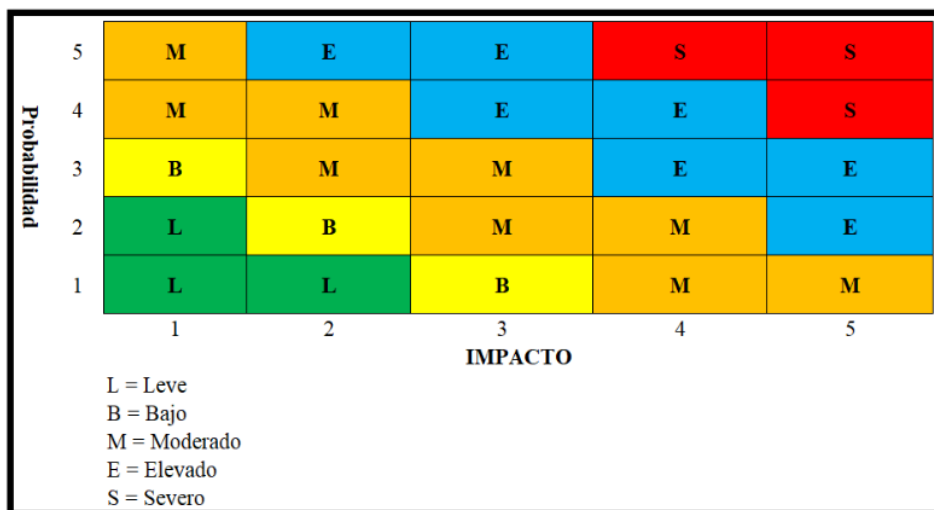 Probabilidad
5 M E E S S
4 M M E E S
3 B M M E E
2 L B M M E
1 L L B M M
1 2 3 4 5
IMPACTO
L = Leve
B = Bajo
M = Moderado
E = Elevado
S = Severo